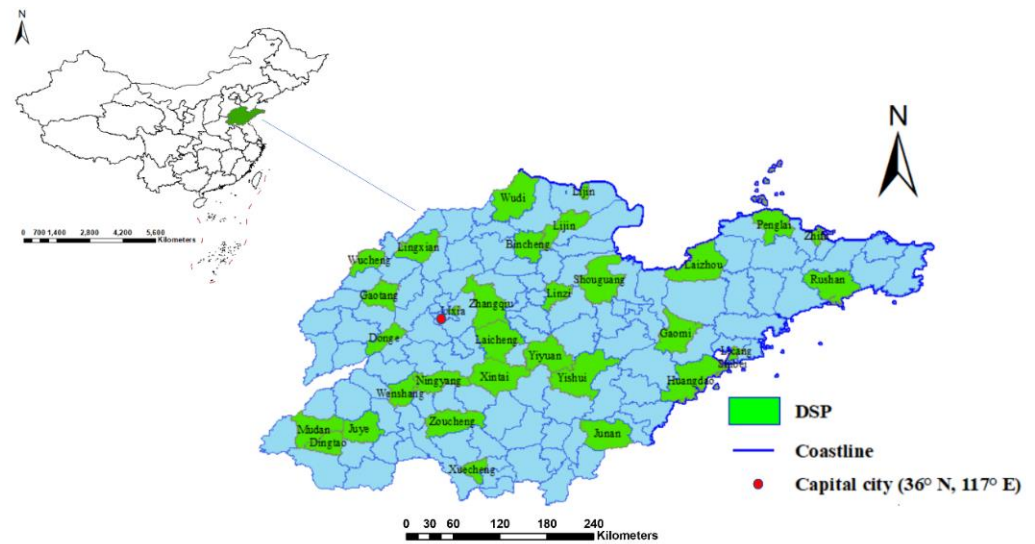 N
0 700 1,400 2,800 4,200 5,600
Kilometers
N
Wudi
Lijin
Lijin
Bincheng
Lingxian
Wucheng
Gaotang
Penglai
Zhifu
Laizhou
Rushan
Shouguang
Linzi
Zhangqiu
Lixia
Donge
Laicheng
Gaomi
Yiyuan
Licang
Shibei
Huangdao
Yishui
Xintai
Ningyang
Wenshang
Zoucheng
Mudan
Juye
Dingtao
Junan
Xuecheng
DSP
Coastline
Capital city (36° N, 117° E)
0 30 60 120 180 240
Kilometers